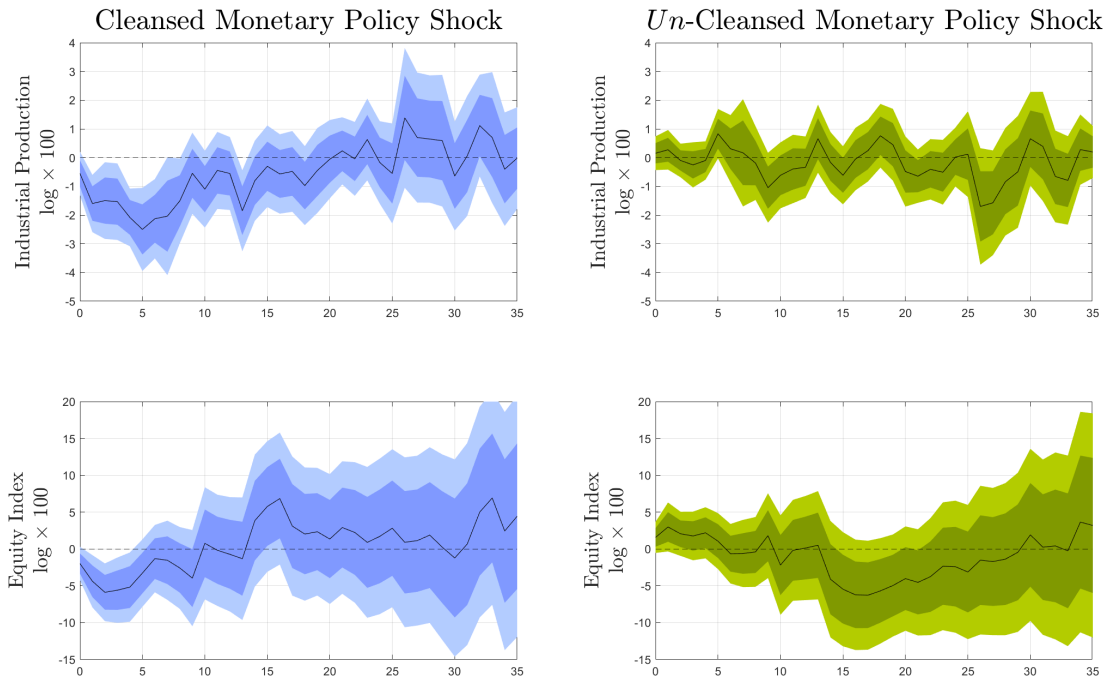 Cleansed Monetary Policy Shock
Un-Cleansed Monetary Policy Shock
Industrial Production
log × 100
4
3
2
1
0
-1
-2
-3
-4
-5
0 5 10 15 20 25 30 35
Industrial Production
log × 100
4
3
2
1
0
-1
-2
-3
-4
-5
0 5 10 15 20 25 30 35
Equity Index
log × 100
20
15
10
5
0
-5
-10
-15
0 5 10 15 20 25 30 35
Equity Index
log × 100
20
15
10
5
0
-5
-10
-15
0 5 10 15 20 25 30 35